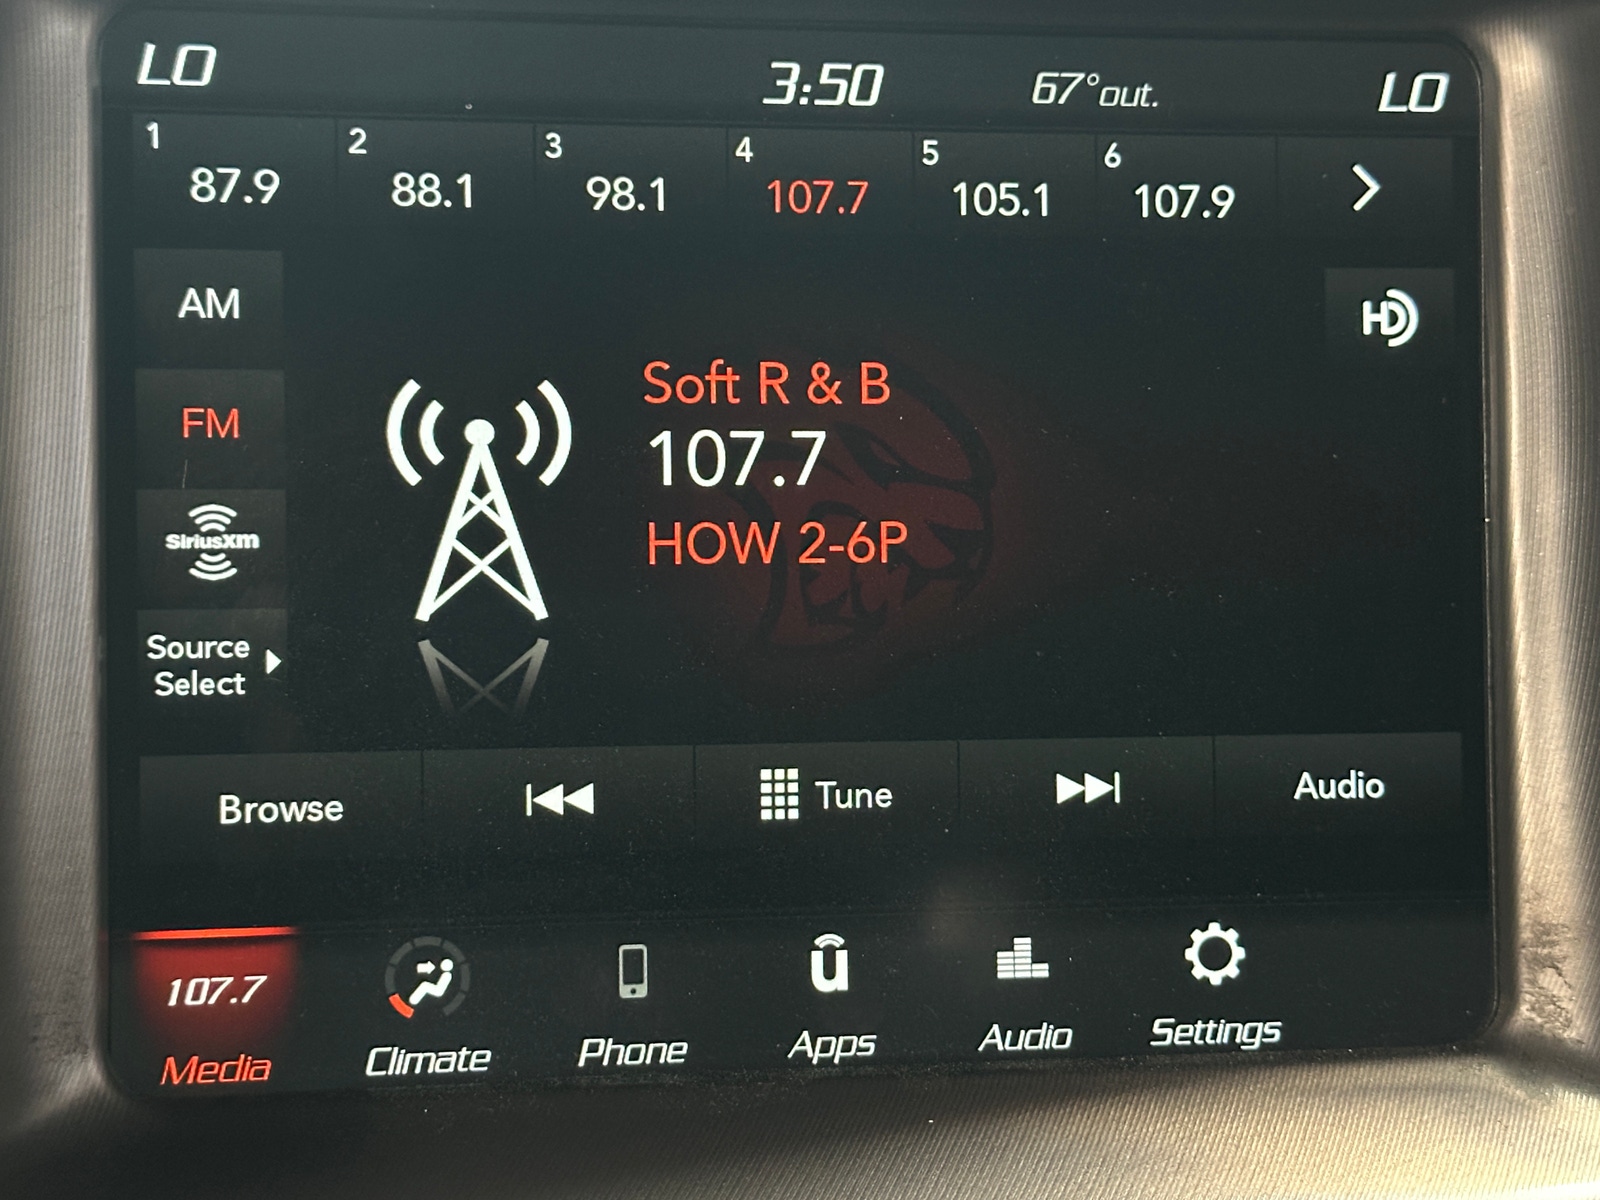 LO 3:50 67°out. LO
1 2 3 4 5 6
87.9 88.1 98.1 107.7 105.1 107.9
AM
HD
FM
Soft R & B
107.7
HOW 2-6P
SiriusXM
Source
Select
Browse Tune Audio
107.7
Media Climate Phone Apps Audio Settings